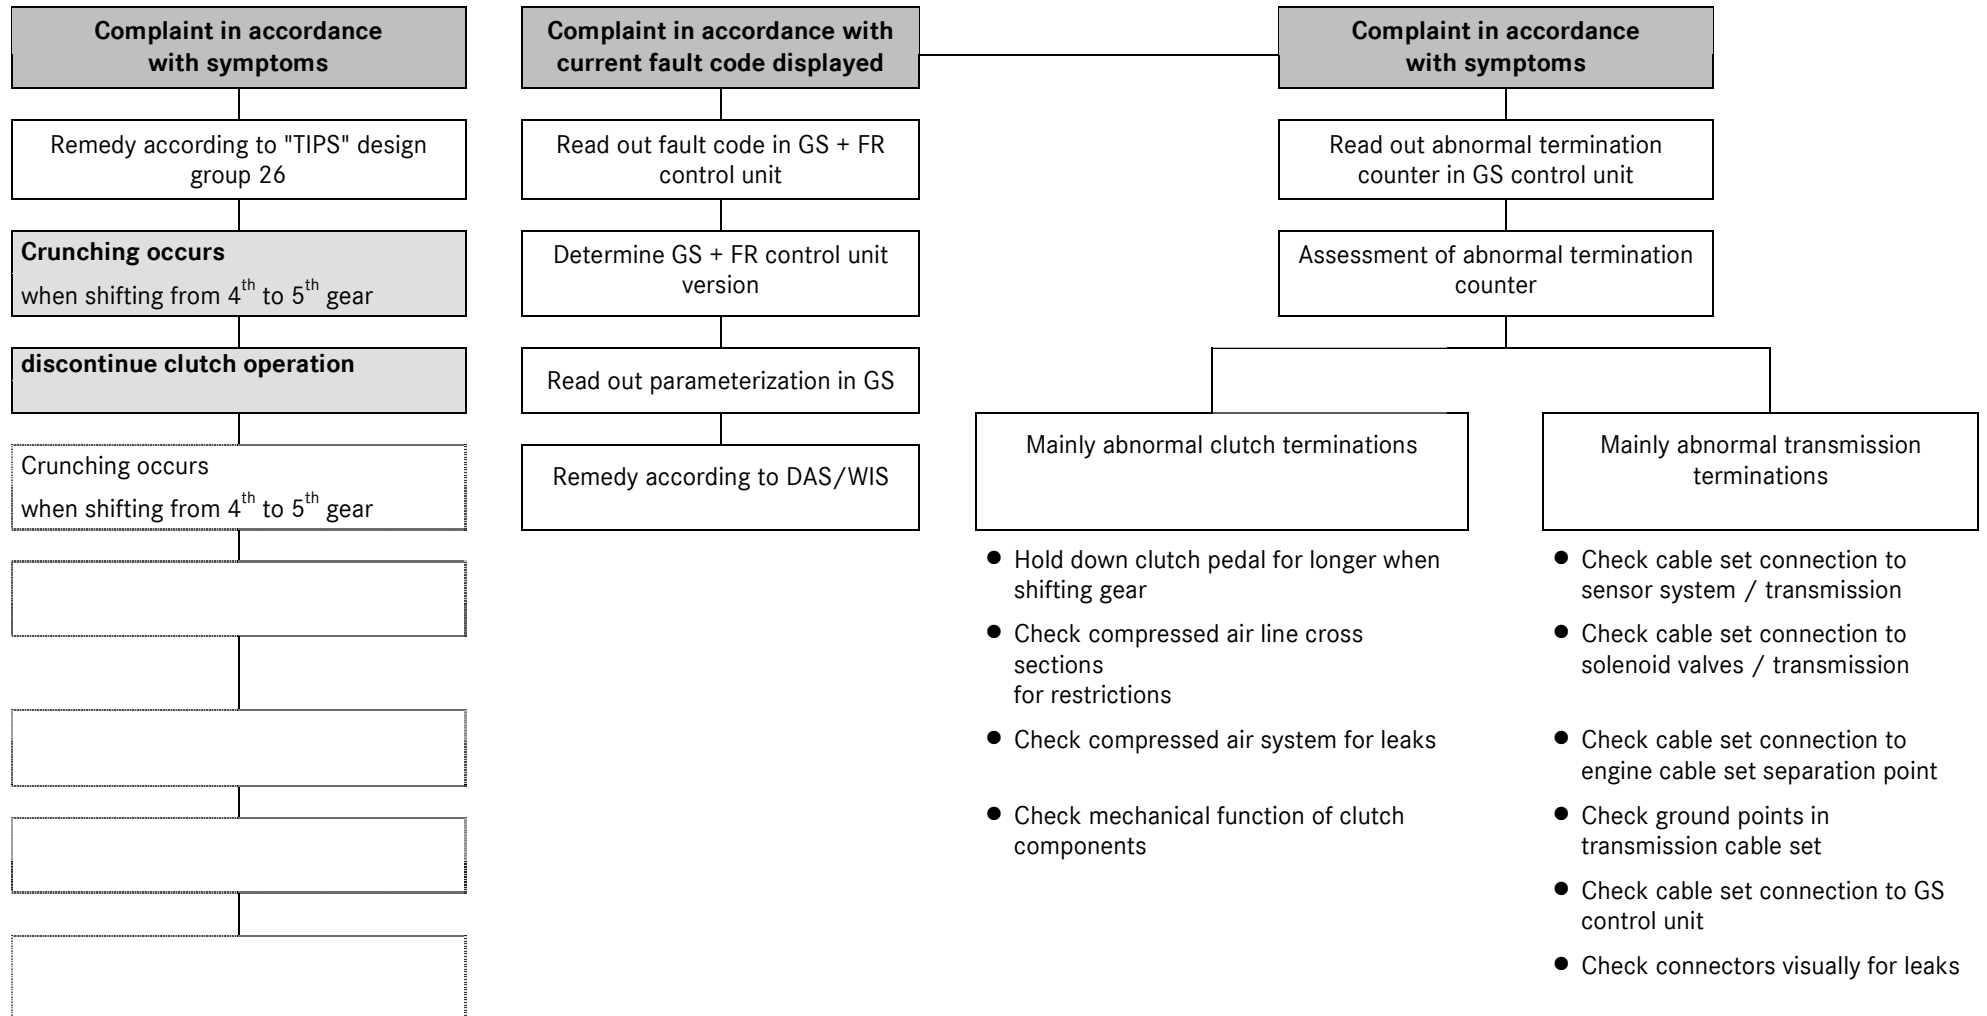 Complaint in accordance
with symptoms
Remedy according to "TIPS" design
group 26
Crunching occurs
when shifting from 4th to 5th gear
discontinue clutch operation
Crunching occurs
when shifting from 4th to 5th gear
Complaint in accordance with
current fault code displayed
Read out fault code in GS + FR
control unit
Determine GS + FR control unit
version
Read out parameterization in GS
Remedy according to DAS/WIS
Complaint in accordance
with symptoms
Read out abnormal termination
counter in GS control unit
Assessment of abnormal termination
counter
Mainly abnormal clutch terminations
● Hold down clutch pedal for longer when
shifting gear
● Check compressed air line cross
sections
for restrictions
● Check compressed air system for leaks
● Check mechanical function of clutch
components
Mainly abnormal transmission
terminations
● Check cable set connection to
sensor system / transmission
● Check cable set connection to
solenoid valves / transmission
● Check cable set connection to
engine cable set separation point
● Check ground points in
transmission cable set
● Check cable set connection to GS
control unit
● Check connectors visually for leaks